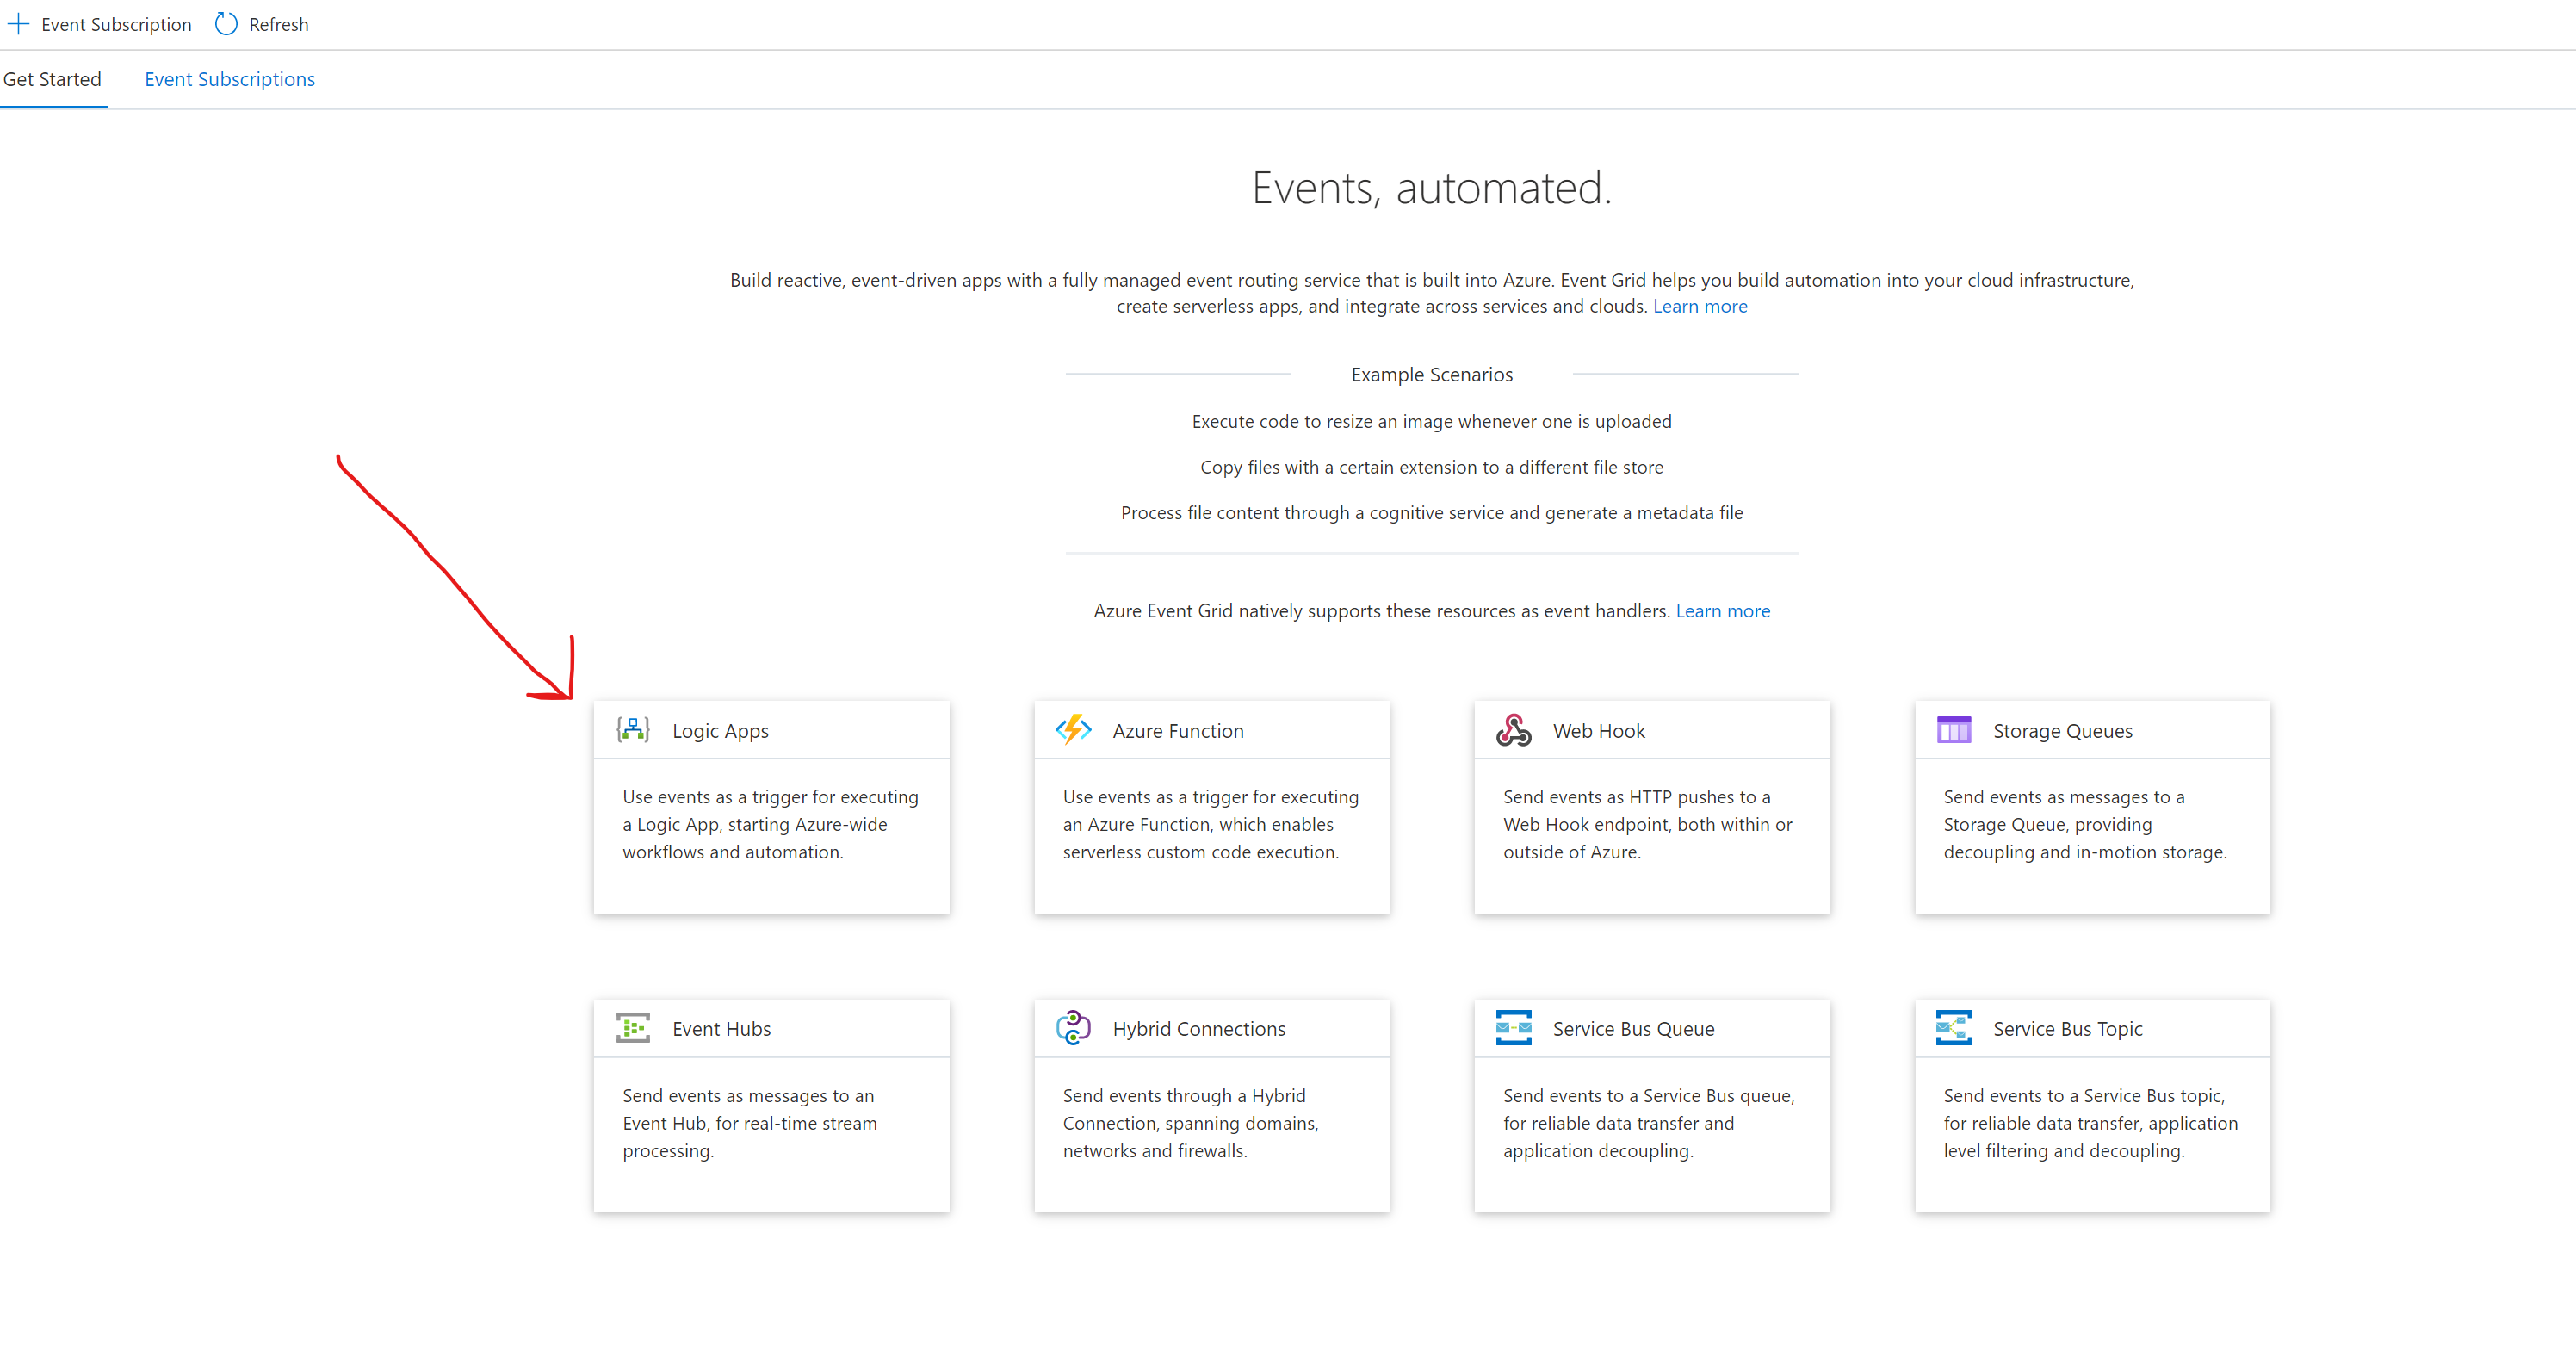 Event Subscription Refresh
Get Started Event Subscriptions
Events, automated.
Build reactive, event-driven apps with a fully managed event routing service that is built into Azure. Event Grid helps you build automation into your cloud infrastructure,
create serverless apps, and integrate across services and clouds. Learn more
Example Scenarios
Execute code to resize an image whenever one is uploaded
Copy files with a certain extension to a different file store
Process file content through a cognitive service and generate a metadata file
Azure Event Grid natively supports these resources as event handlers. Learn more
Logic Apps
Use events as a trigger for executing
a Logic App, starting Azure-wide
workflows and automation.
Azure Function
Use events as a trigger for executing
an Azure Function, which enables
serverless custom code execution.
Web Hook
Send events as HTTP pushes to a
Web Hook endpoint, both within or
outside of Azure.
Storage Queues
Send events as messages to a
Storage Queue, providing
decoupling and in-motion storage.
Event Hubs
Send events as messages to an
Event Hub, for real-time stream
processing.
Hybrid Connections
Send events through a Hybrid
Connection, spanning domains,
networks and firewalls.
Service Bus Queue
Send events to a Service Bus queue,
for reliable data transfer and
application decoupling.
Service Bus Topic
Send events to a Service Bus topic,
for reliable data transfer, application
level filtering and decoupling.